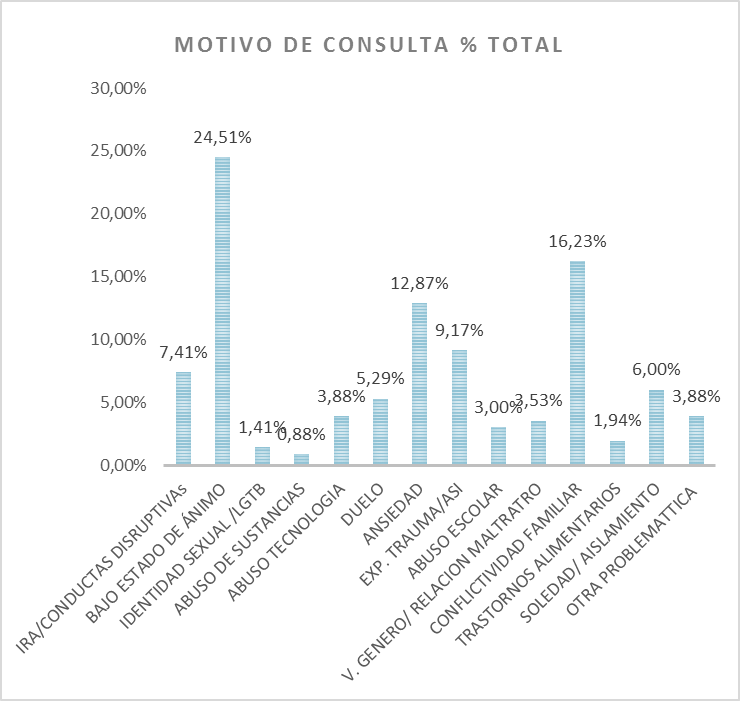 MOTIVO DE CONSULTA % TOTAL
30,00%
25,00%
20,00%
15,00%
10,00%
5,00%
0,00%
7,41%
24,51%
1,41%
0,88%
3,88%
5,29%
12,87%
9,17%
3,00%
3,53%
16,23%
1,94%
6,00%
3,88%
IRA/CONDUCTAS DISRUPTIVAS
BAJO ESTADO DE ÁNIMO
IDENTIDAD SEXUAL /LGTB
ABUSO DE SUSTANCIAS
ABUSO TECNOLOGIA
DUELO
ANSIEDAD
EXP. TRAUMA/ASI
ABUSO ESCOLAR
V. GENERO/ RELACION MALTRATRO
CONFLICTIVIDAD FAMILIAR
TRASTORNOS ALIMENTARIOS
SOLEDAD/ AISLAMIENTO
OTRA PROBLEMATTICA